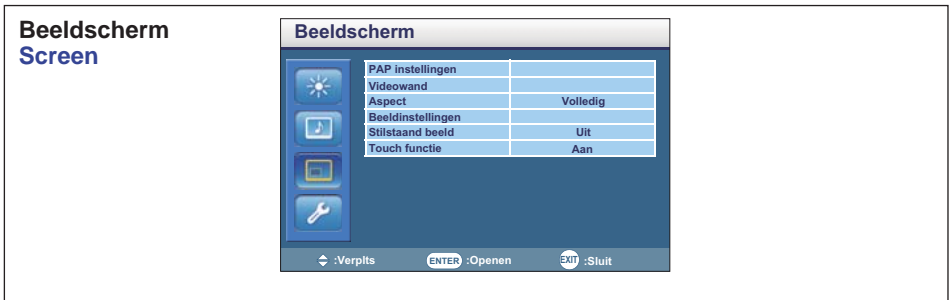 Beeldscherm
Screen
Beeldscherm
PAP instellingen
Videowand
Aspect Volledig
Beeldinstellingen
Stilstaand beeld Uit
Touch functie Aan
:Verplts ENTER :Openen EXIT :Sluit